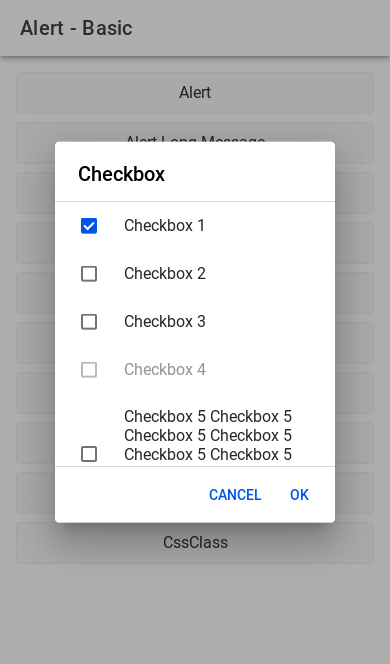 Alert - Basic
Alert
Alert Long Message
Checkbox
Checkbox 1
Checkbox 2
Checkbox 3
Checkbox 4
Checkbox 5 Checkbox 5
Checkbox 5 Checkbox 5
Checkbox 5 Checkbox 5
CANCEL OK
CssClass